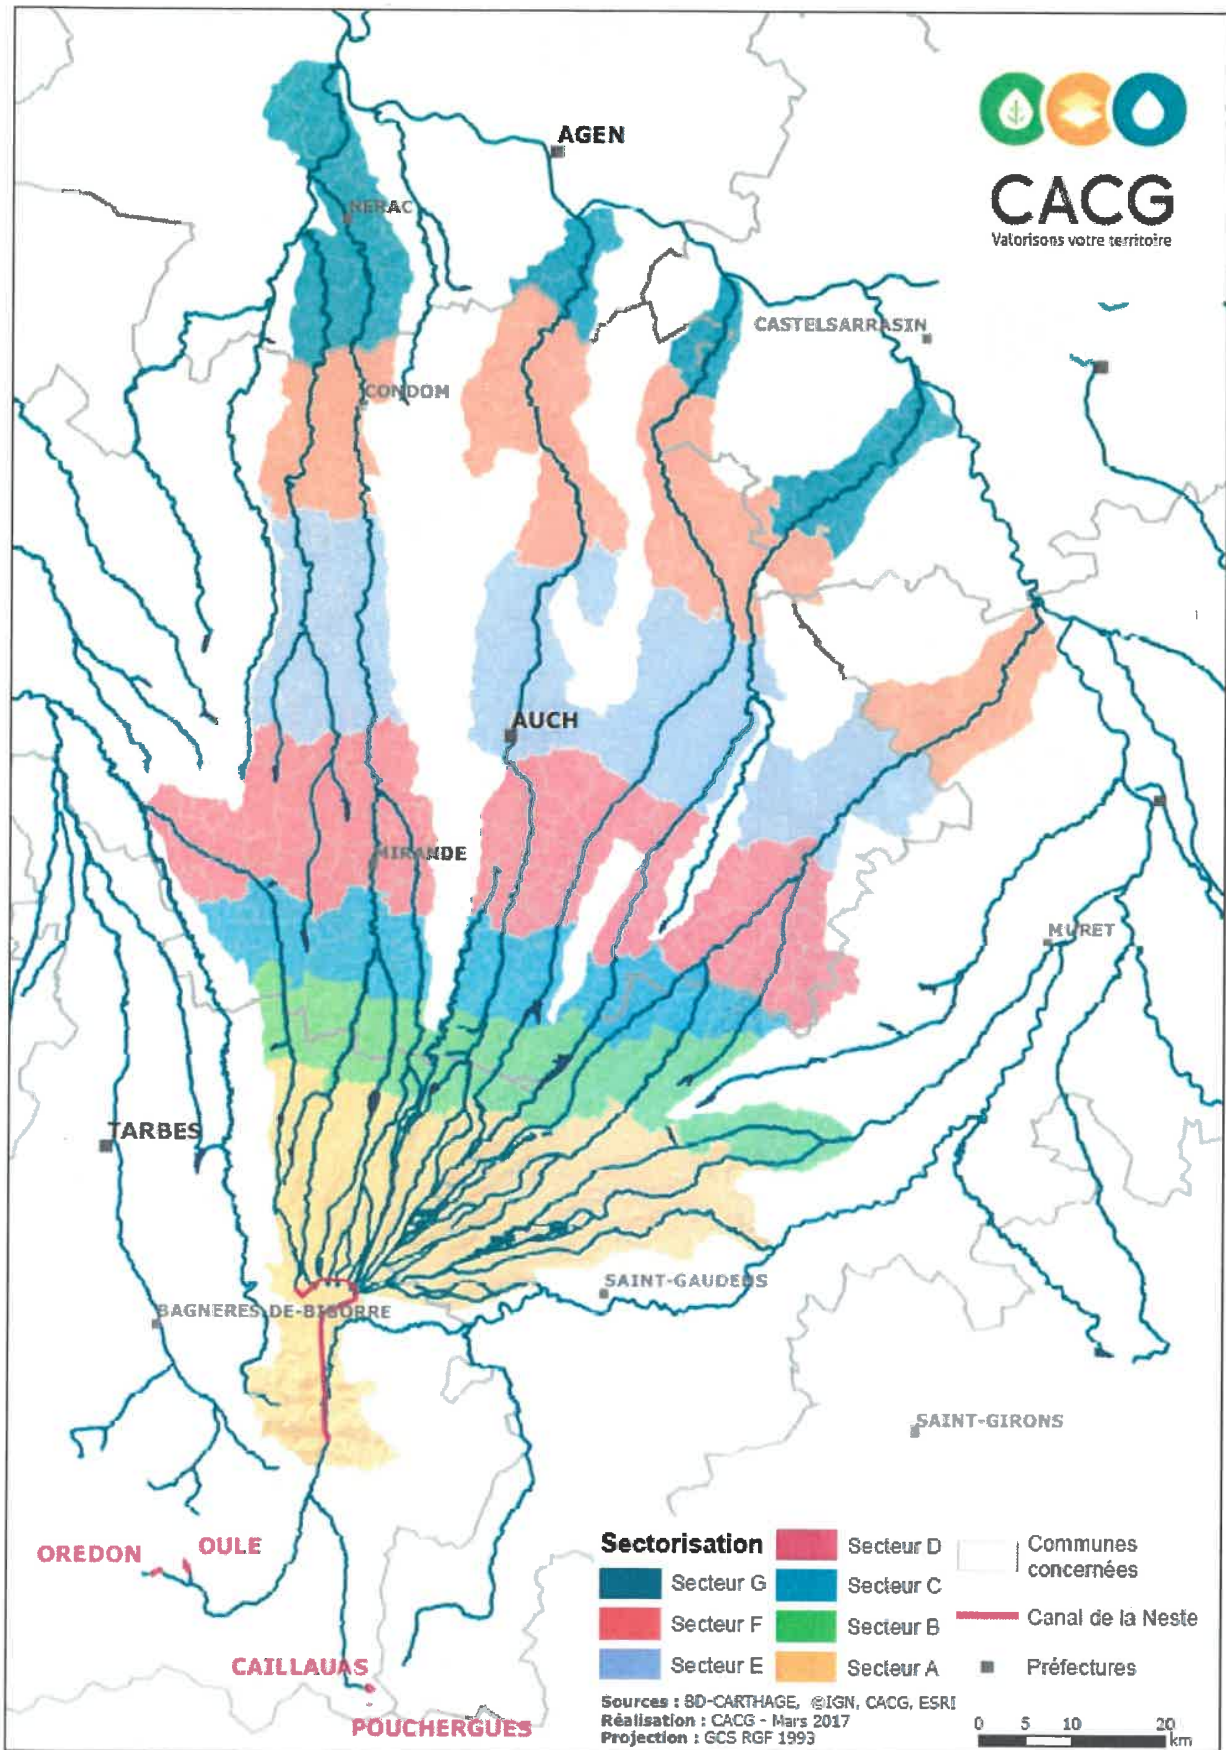 AGEN
CACG
Valorisons votre territoire
NERAC
CASTELSARRASIN
CONDOM
AUCH
MIRANDE
MURET
TARBES
SAINT-GAUDENS
BAGNERES-DE-BIGORRE
SAINT-GIRONS
OREDON
OULE
CAILLAUAS
POUCHERGUES
Sectorisation
Secteur G
Secteur F
Secteur E
Secteur D
Secteur C
Secteur B
Secteur A
Communes
concernées
Canal de la Neste
Préfectures
Sources : BD-CARTHAGE, ©IGN, CACG, ESRI
Réalisation : CACG - Mars 2017
Projection : GCS RGF 1993
0 5 10 20
km